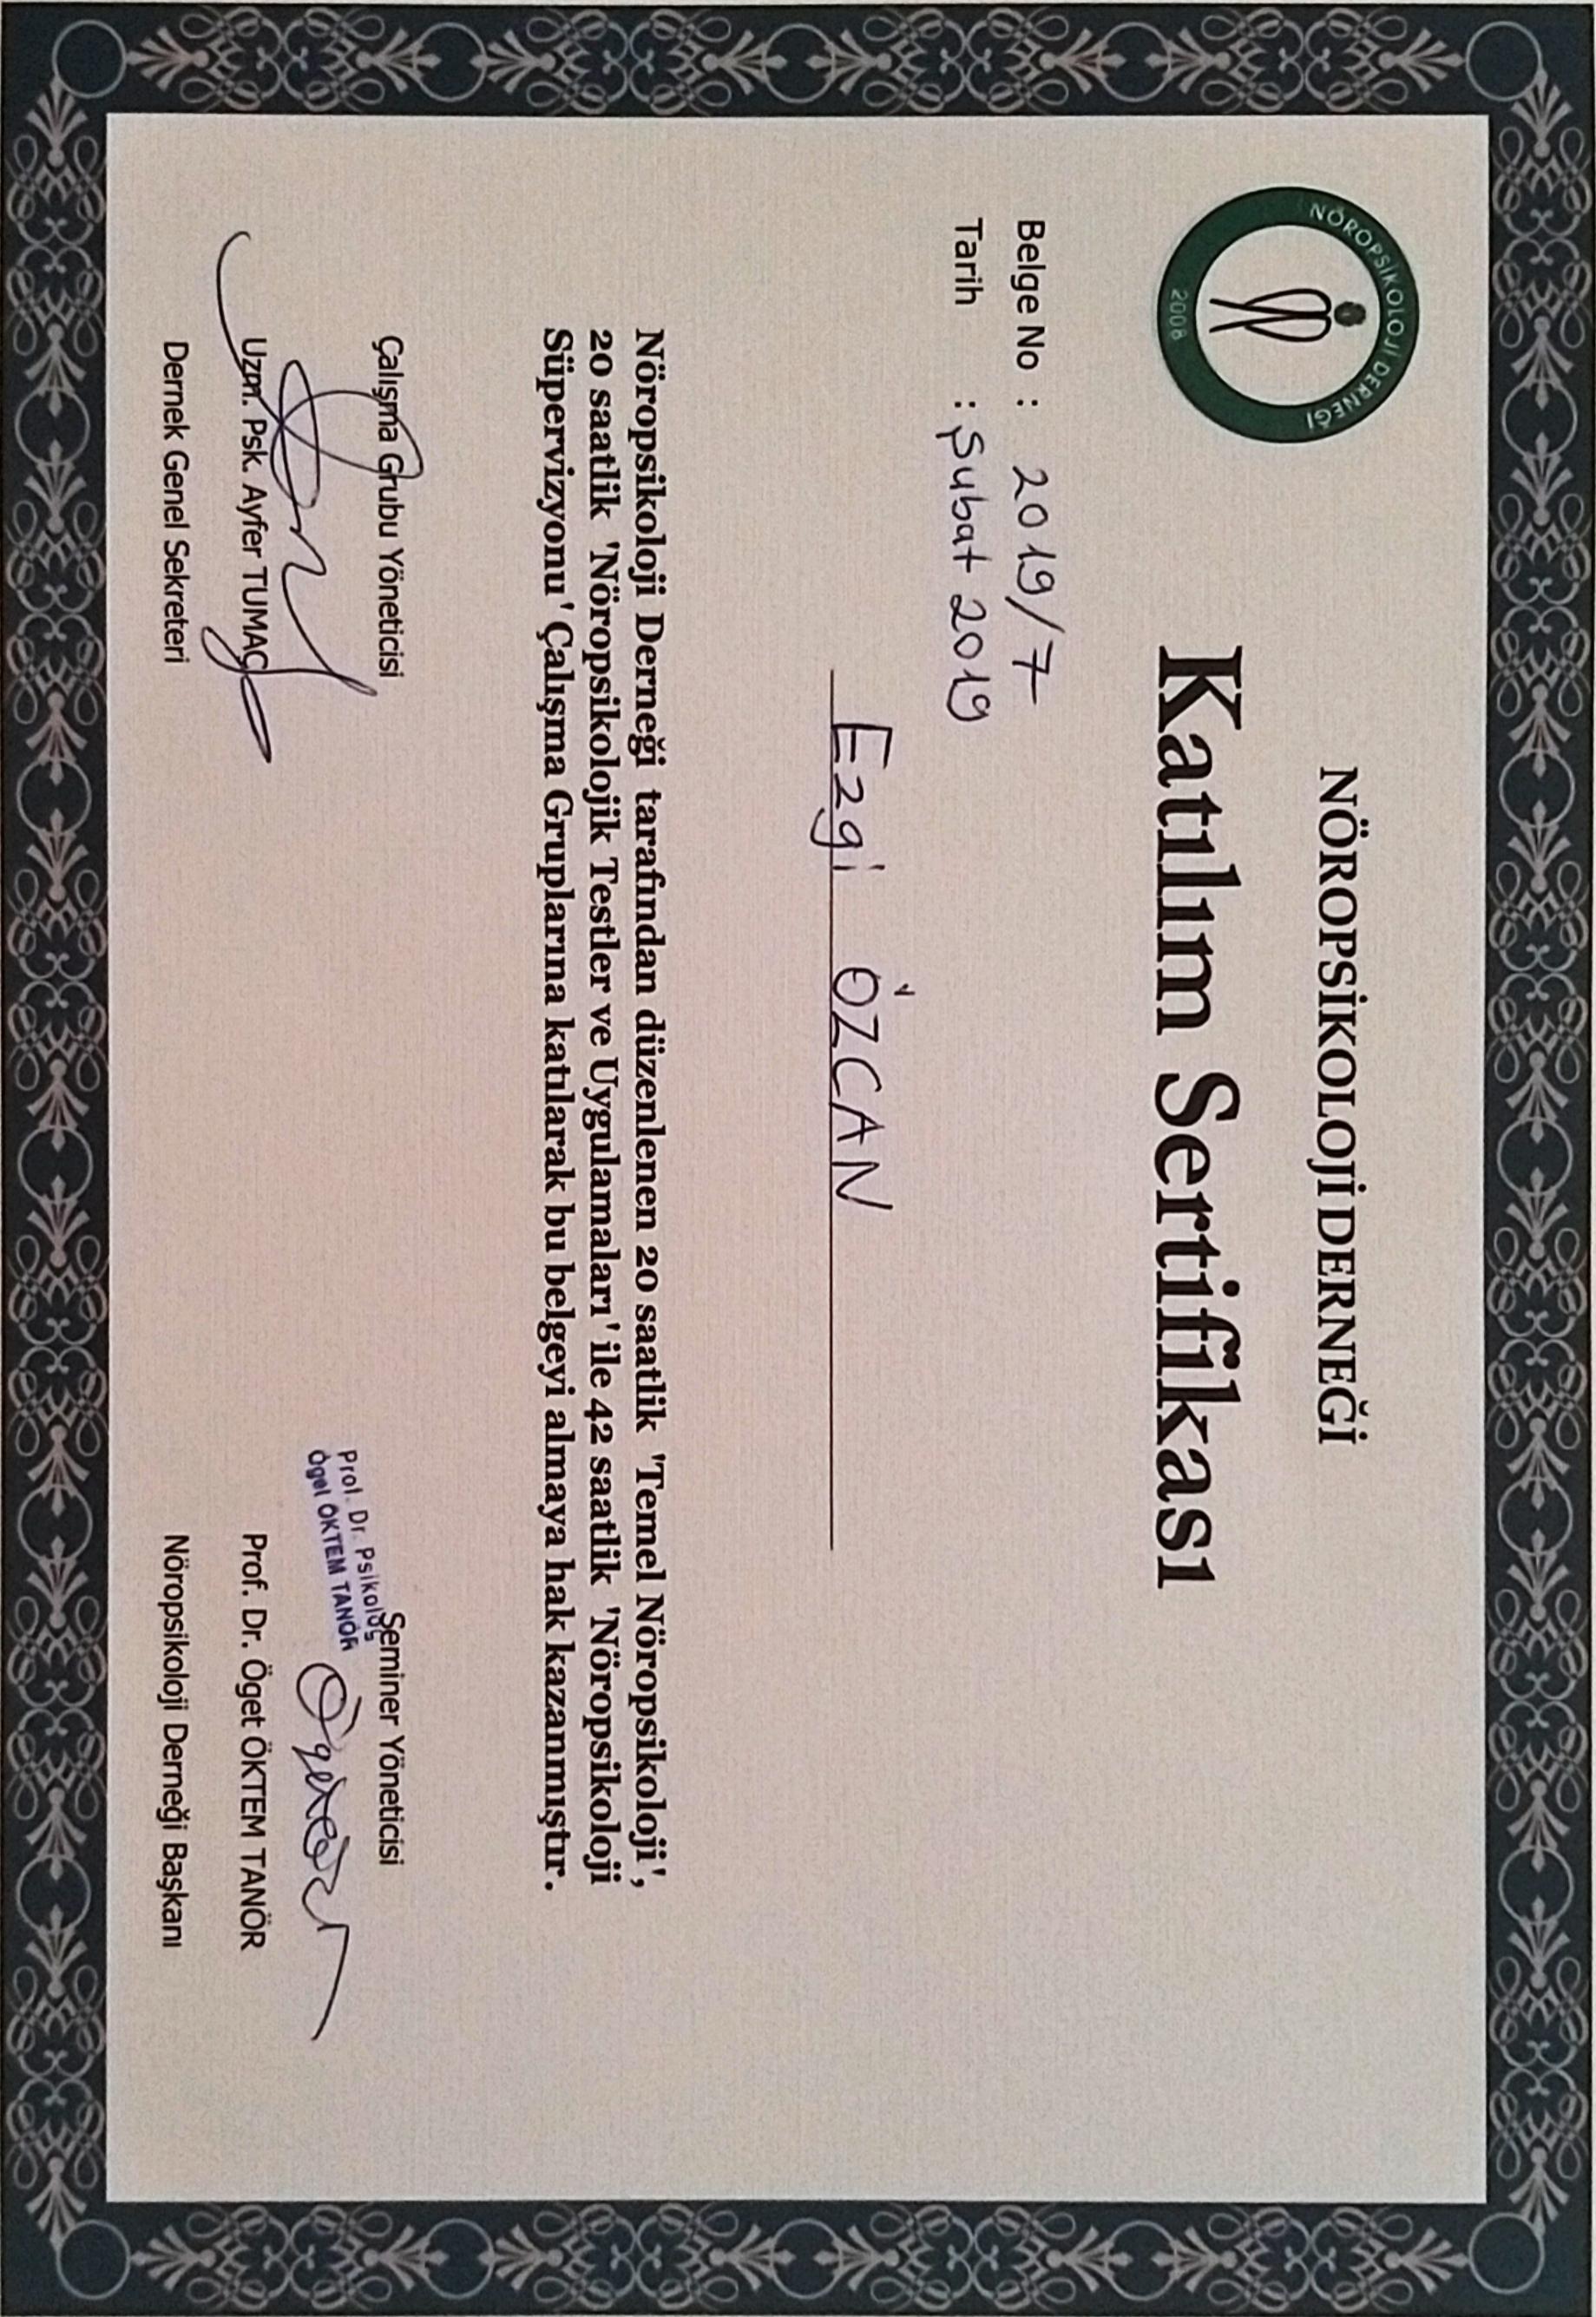 NÖROPSİKOLOJİ DERNEĞİ
2008
NÖROPSİKOLOJİ DERNEĞİ
Katılım Sertifikası
Belge No : 2019/7
Tarih : Şubat 2019
Ezgi ÖZCAN
Nöropsikoloji Derneği tarafından düzenlenen 20 saatlik 'Temel Nöropsikoloji',
20 saatlik 'Nöropsikolojik Testler ve Uygulamaları' ile 42 saatlik 'Nöropsikoloji
Süpervizyonu' Çalışma Gruplarına katılarak bu belgeyi almaya hak kazanmıştır.
Çalışma Grubu Yöneticisi
Uzm. Psk. Ayfer TUMAÇ
Dernek Genel Sekreteri
Seminer Yöneticisi
Prof. Dr. Psikolog
Öget ÖKTEM TANÖR
Prof. Dr. Öget ÖKTEM TANÖR
Nöropsikoloji Derneği Başkanı